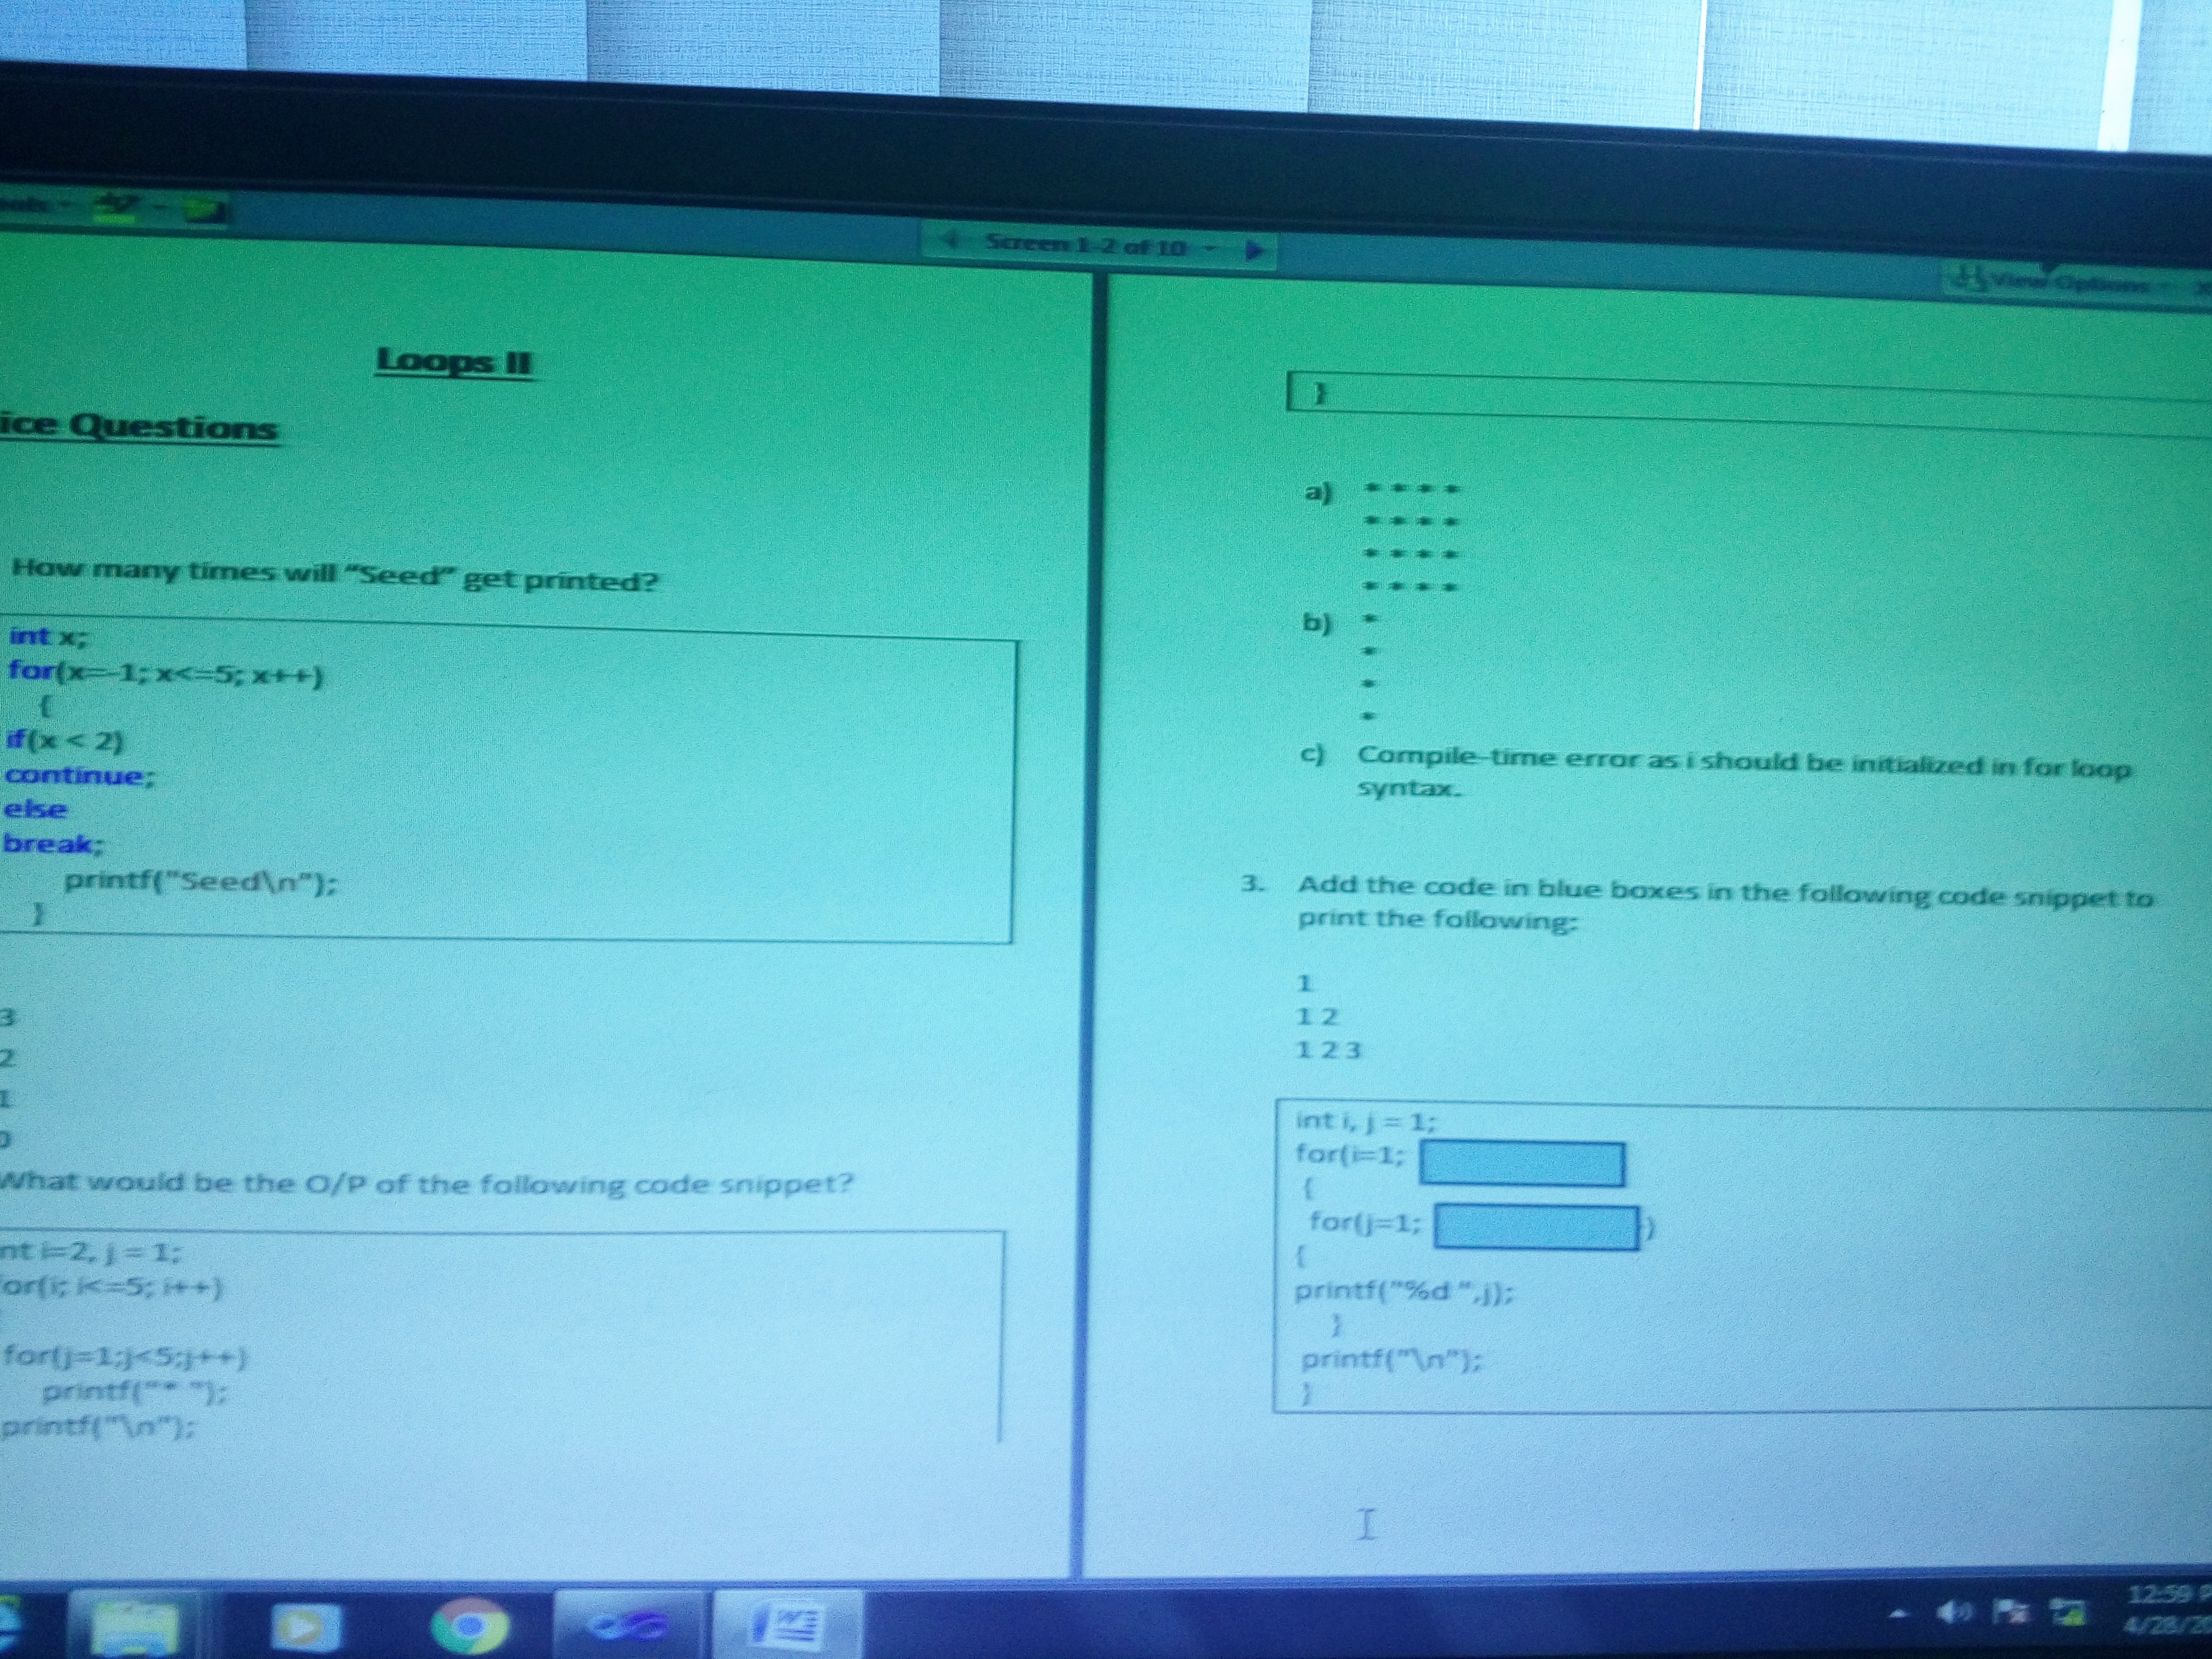 Screen 1-2 of 10
View Options
Loops II
ice Questions
How many times will “Seed” get printed?
int x;
for(x=-1; x<=5; x++)
{
if(x < 2)
continue;
else
break;
printf("Seed\n");
}
3
2
1
0
What would be the O/P of the following code snippet?
nt i=2, j = 1;
or(i; i<=5; i++)
for(j=1;j<5;j++)
printf("* ");
printf("\n");
}
a) * * * *
* * * *
* * * *
* * * *
b) *
*
*
*
c) Compile-time error as i should be initialized in for loop
syntax.
3. Add the code in blue boxes in the following code snippet to
print the following:
1
1 2
1 2 3
int i, j = 1;
for(i=1;
{
for(j=1; )
{
printf("%d ",j);
}
printf("\n");
}
12:59 P
4/28/20